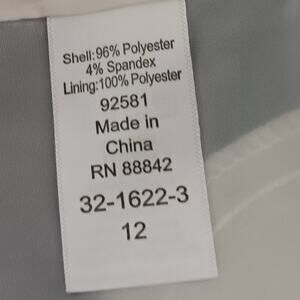 Shell:96% Polyester
4% Spandex
Lining:100% Polyester
92581
Made in
China
RN 88842
32-1622-3
12